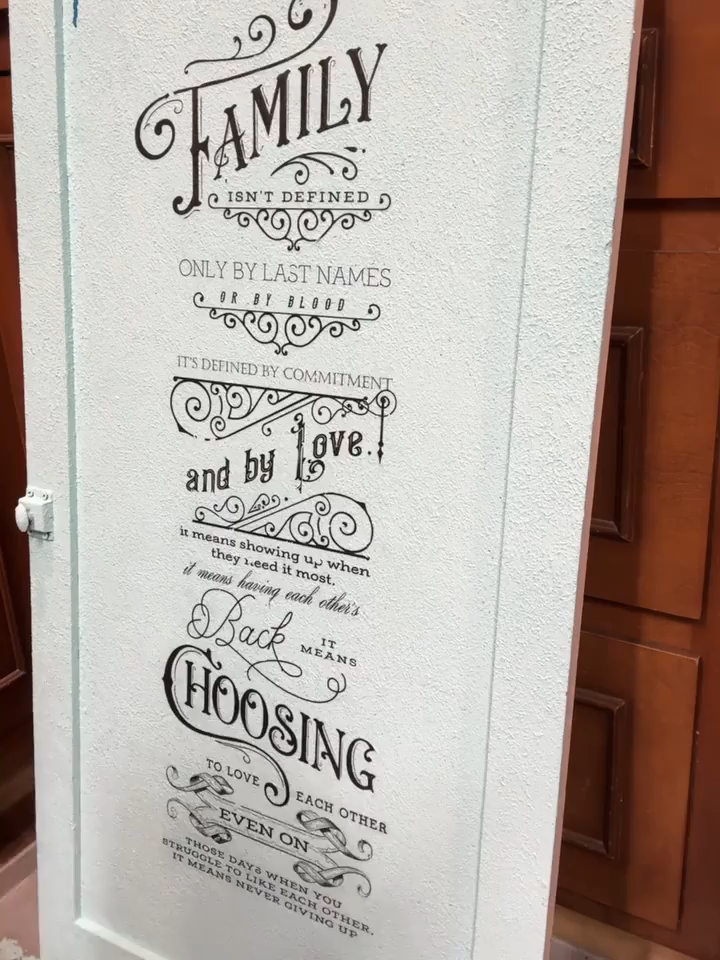 FAMILY
ISN'T DEFINED
ONLY BY LAST NAMES
OR BY BLOOD
IT'S DEFINED BY COMMITMENT
and by Love.
it means showing up when
they need it most.
it means having each other's
Back IT
MEANS
CHOOSING
TO LOVE EACH OTHER
EVEN ON
THOSE DAYS WHEN YOU
STRUGGLE TO LIKE EACH OTHER.
IT MEANS NEVER GIVING UP